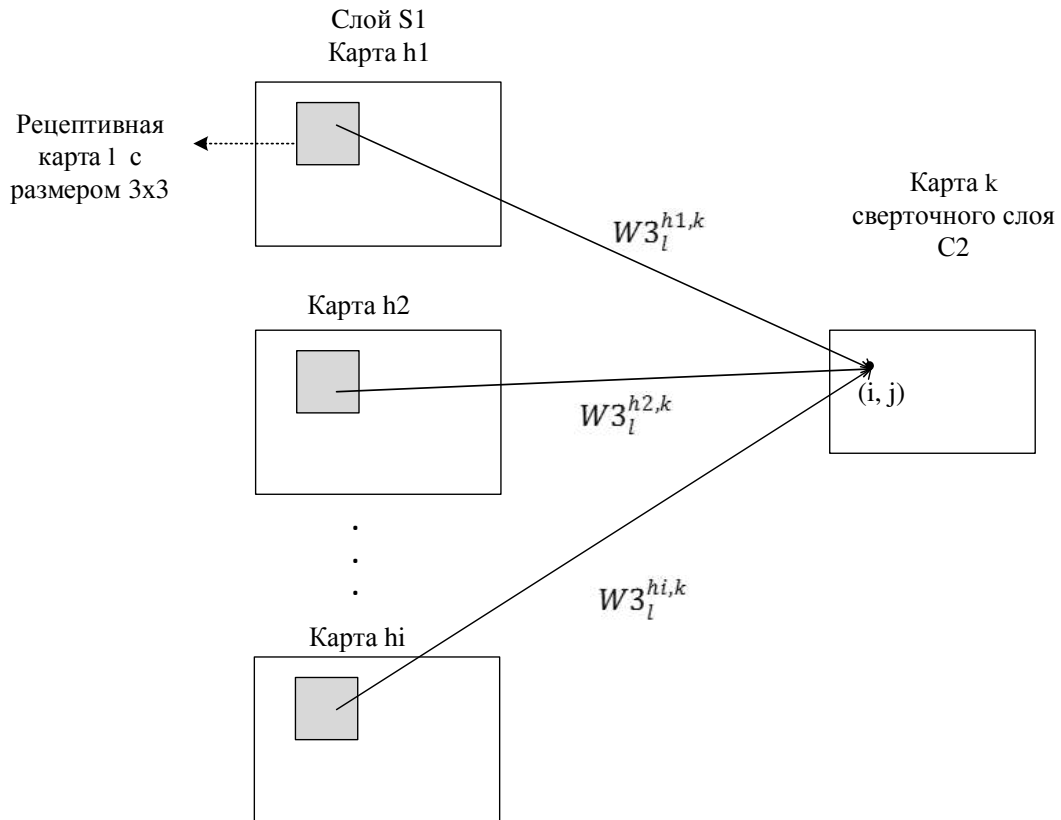 Слой S1
Карта h1
Рецептивная
карта l с
размером 3x3
Карта k
сверточного слоя
C2
W3_l^{h1,k}
Карта h2
(i, j)
W3_l^{h2,k}
W3_l^{hi,k}
Карта hi